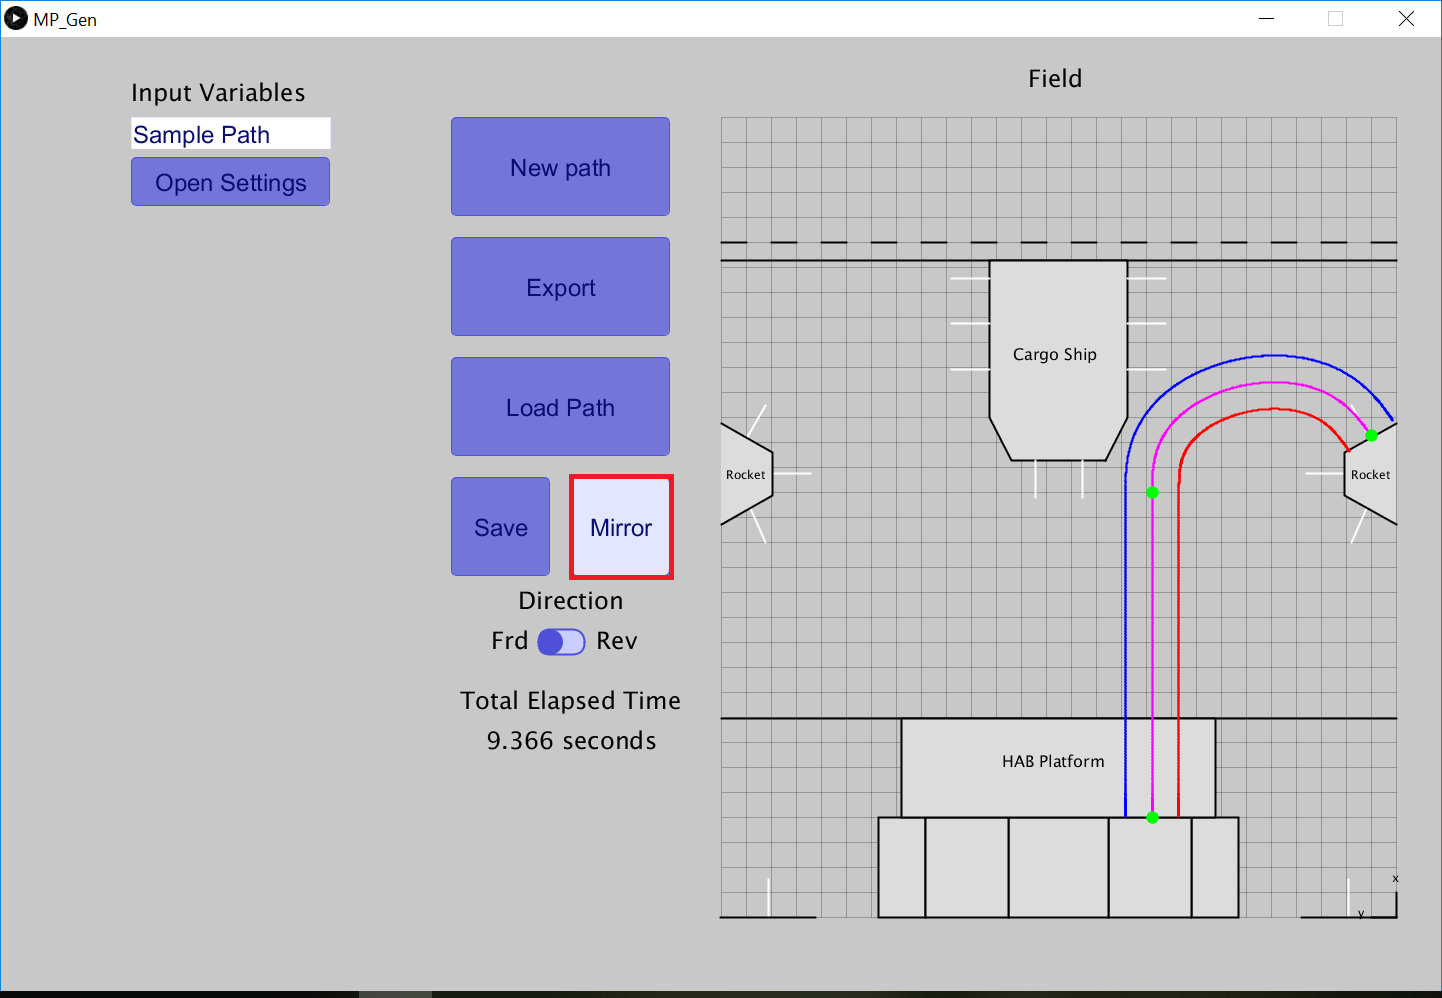 MP_Gen
Input Variables
Sample Path
Open Settings
New path
Export
Load Path
Save
Mirror
Direction
Frd
Rev
Total Elapsed Time
9.366 seconds
Field
Cargo Ship
Rocket
Rocket
HAB Platform
x
y